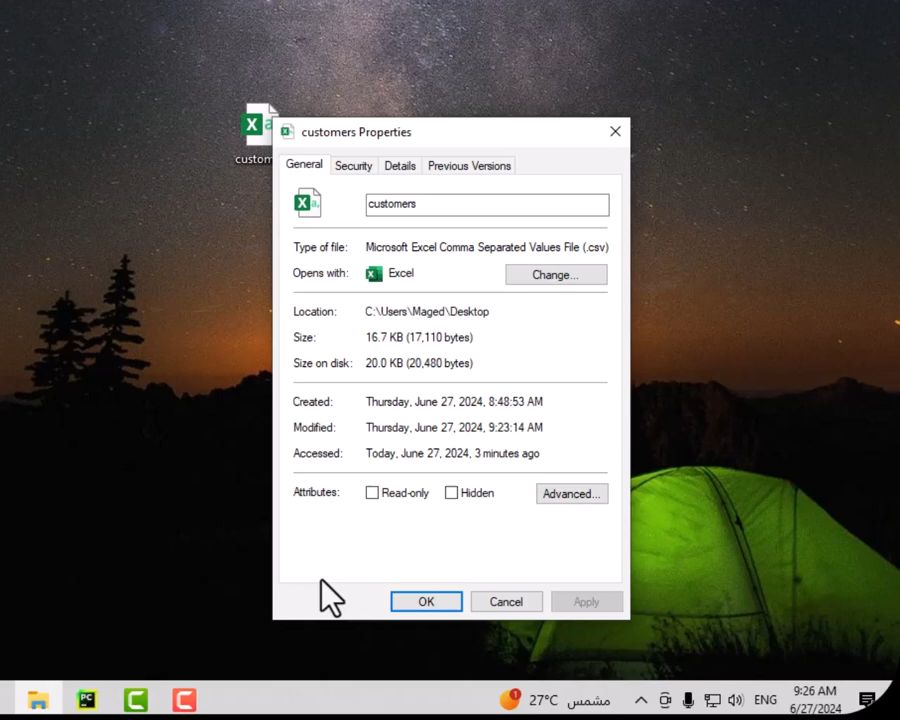 custom
customers Properties
General Security Details Previous Versions
customers
Type of file: Microsoft Excel Comma Separated Values File (.csv)
Opens with: Excel Change...
Location: C:\Users\Maged\Desktop
Size: 16.7 KB (17,110 bytes)
Size on disk: 20.0 KB (20,480 bytes)
Created: Thursday, June 27, 2024, 8:48:53 AM
Modified: Thursday, June 27, 2024, 9:23:14 AM
Accessed: Today, June 27, 2024, 3 minutes ago
Attributes: Read-only Hidden Advanced...
OK Cancel Apply
PC 1 27°C مشمس ENG 9:26 AM
6/27/2024